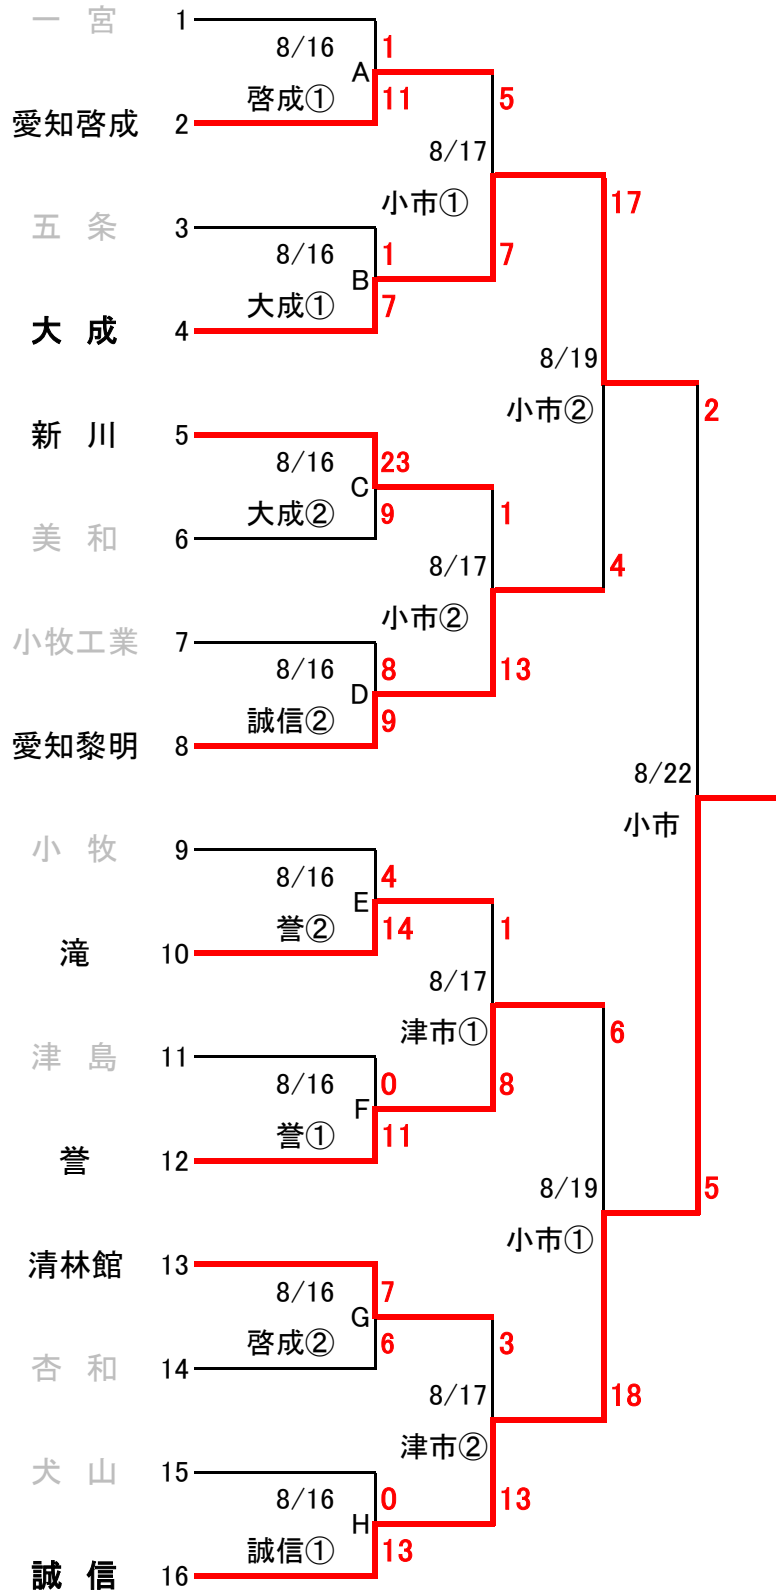 一 宮 1
8/16 1
A
啓成① 11 5
愛知啓成 2
8/17
小市① 17
五 条 3
8/16 1 7
B
大成① 7
大 成 4
8/19
小市② 2
新 川 5
8/16 23
C
大成② 9 1
美 和 6
8/17 4
小市②
小牧工業 7
8/16 8 13
D
誠信② 9
愛知黎明 8
8/22
小市
小 牧 9
8/16 4
E
誉② 14 1
滝 10
8/17
津市① 6
津 島 11
8/16 0 8
F
誉① 11
誉 12
8/19 5
小市①
清林館 13
8/16 7
G
啓成② 6 3
杏 和 14
8/17 18
津市②
犬 山 15
8/16 0 13
H
誠信① 13
誠 信 16